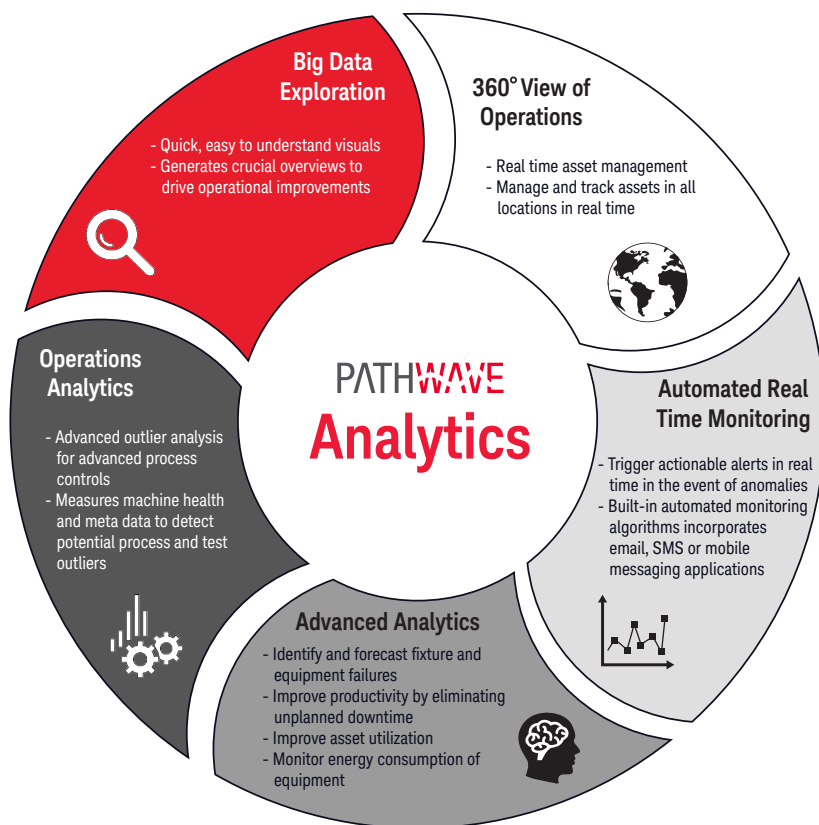 Big Data
Exploration
- Quick, easy to understand visuals
- Generates crucial overviews to
drive operational improvements
360° View of
Operations
- Real time asset management
- Manage and track assets in all
locations in real time
Automated Real
Time Monitoring
- Trigger actionable alerts in real
time in the event of anomalies
- Built-in automated monitoring
algorithms incorporates
email, SMS or mobile
messaging applications
Advanced Analytics
- Identify and forecast fixture and
equipment failures
- Improve productivity by eliminating
unplanned downtime
- Improve asset utilization
- Monitor energy consumption of
equipment
Operations
Analytics
- Advanced outlier analysis
for advanced process
controls
- Measures machine health
and meta data to detect
potential process and test
outliers
PATHWAVE
Analytics